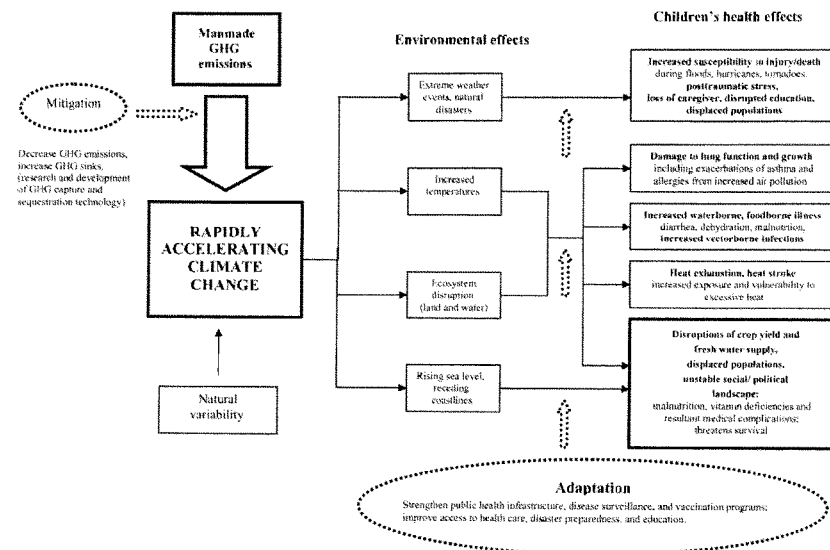 Manmade
GHG
emissions
Mitigation
Decrease GHG emissions,
increase GHG sinks,
(research and development
of GHG capture and
sequestration technology)
RAPIDLY
ACCELERATING
CLIMATE
CHANGE
Natural
variability
Environmental effects
Extreme weather
events, natural
disasters
Increased
temperatures
Ecosystem
disruption
(land and water)
Rising sea level,
receding
coastlines
Children's health effects
Increased susceptibility to injury/death
during floods, hurricanes, tornadoes,
posttraumatic stress,
loss of caregiver, disrupted education,
displaced populations
Damage to lung function and growth
including exacerbations of asthma and
allergies from increased air pollution
Increased waterborne, foodborne illness
diarrhea, dehydration, malnutrition,
increased vectorborne infections
Heat exhaustion, heat stroke
increased exposure and vulnerability to
excessive heat
Disruptions of crop yield and
fresh water supply,
displaced populations,
unstable social/ political
landscape:
malnutrition, vitamin deficiencies and
resultant medical complications;
threatens survival
Adaptation
Strengthen public health infrastructure, disease surveillance, and vaccination programs;
improve access to health care, disaster preparedness, and education.